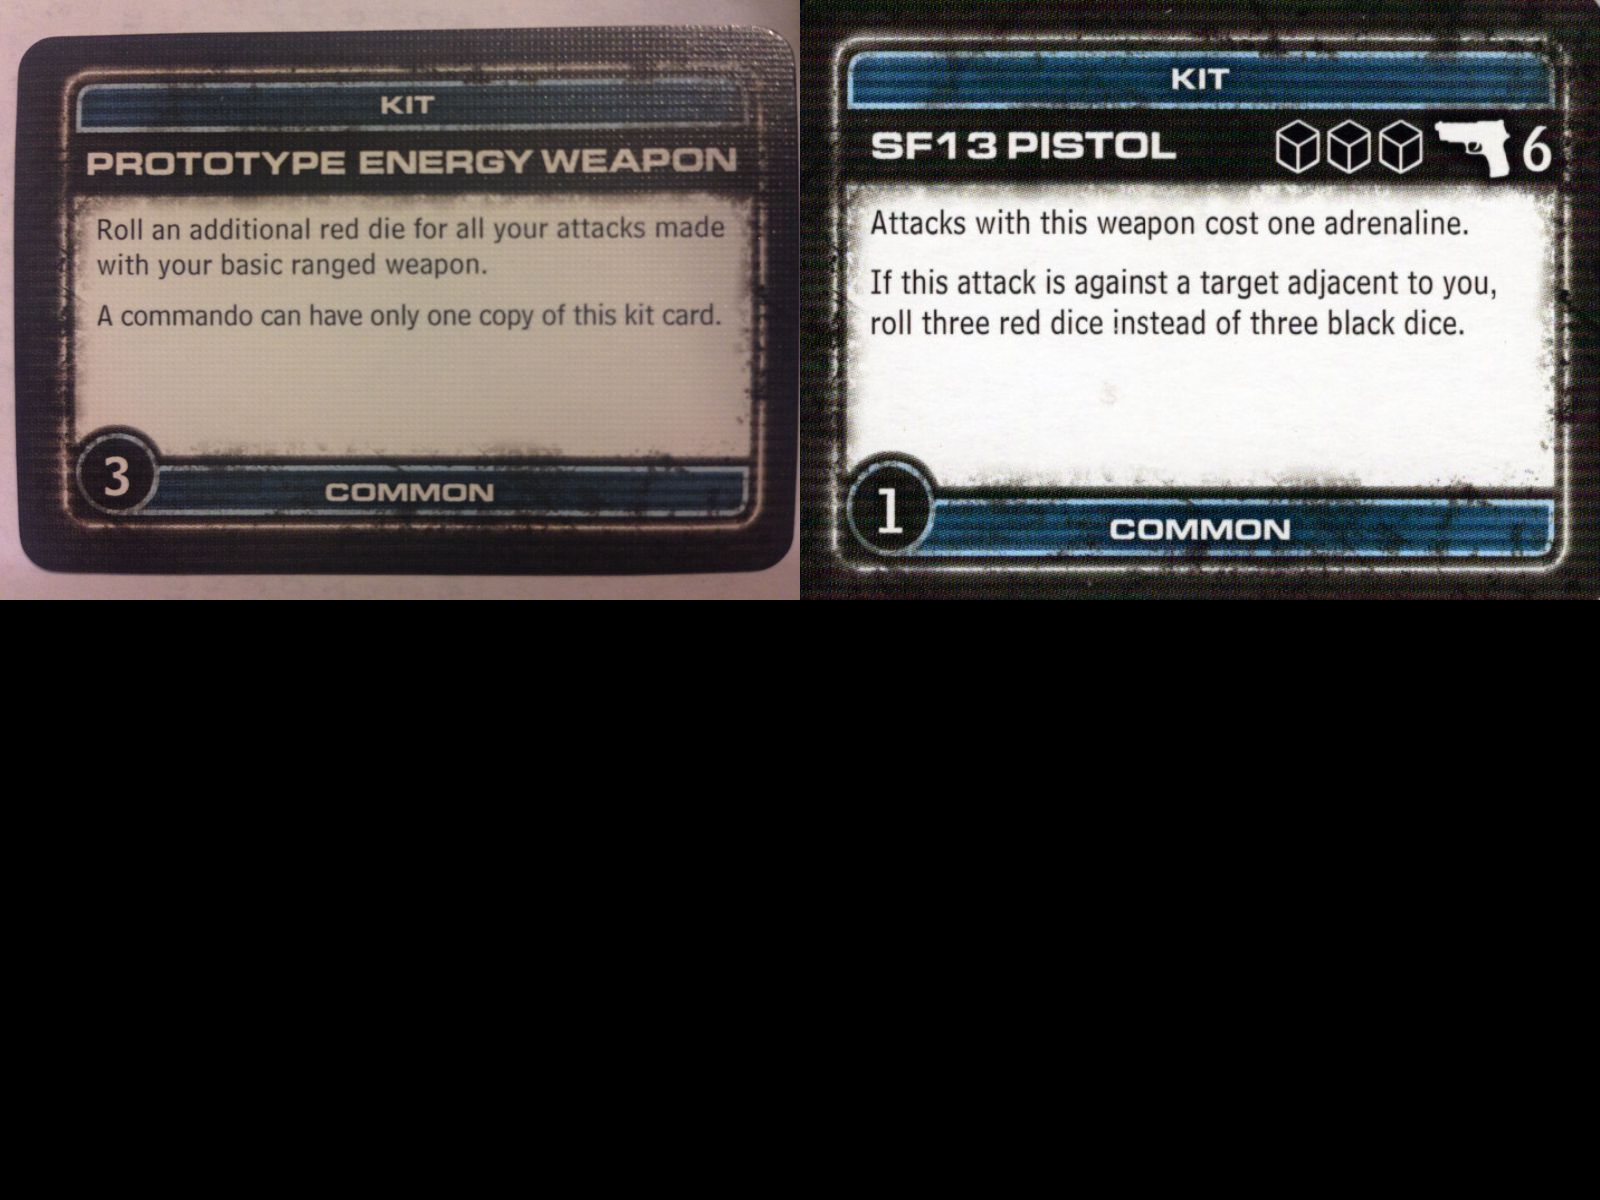 KIT
PROTOTYPE ENERGY WEAPON
Roll an additional red die for all your attacks made
with your basic ranged weapon.
A commando can have only one copy of this kit card.
3
COMMON
KIT
SF13 PISTOL 6
Attacks with this weapon cost one adrenaline.
If this attack is against a target adjacent to you,
roll three red dice instead of three black dice.
1
COMMON